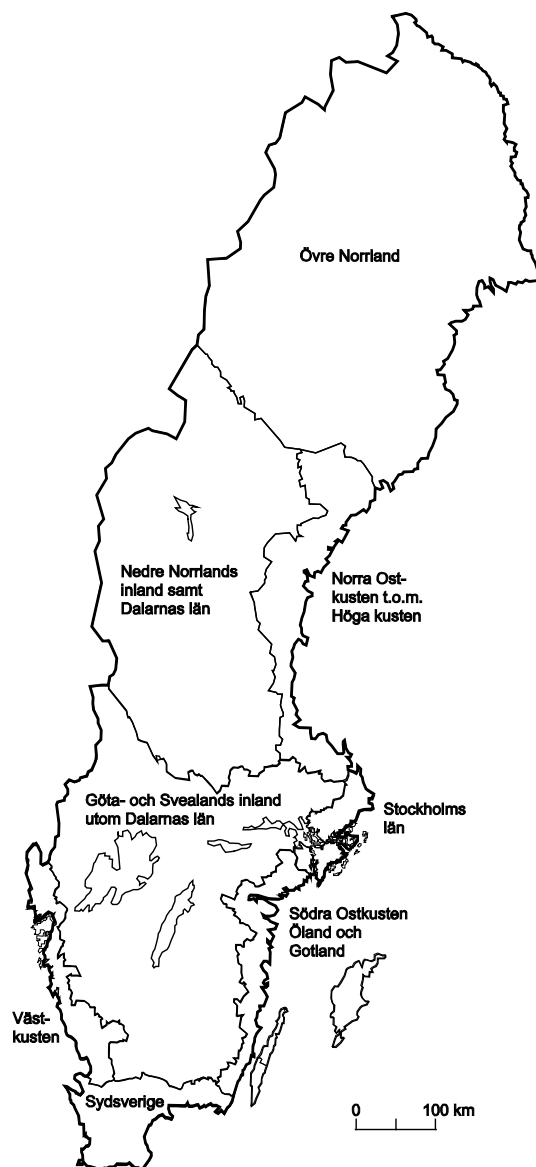 Övre Norrland
Nedre Norrlands
inland samt
Dalarnas län
Norra Ost-
kusten t.o.m.
Höga kusten
Göta- och Svealands inland
utom Dalarnas län
Stockholms
län
Södra Ostkusten
Öland och
Gotland
Väst-
kusten
Sydsverige
0 100 km